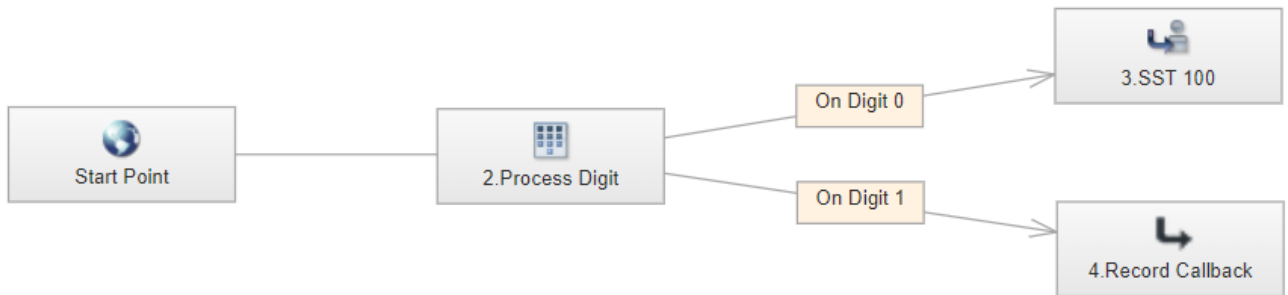 Start Point
2.Process Digit
On Digit 0
3.SST 100
On Digit 1
4.Record Callback